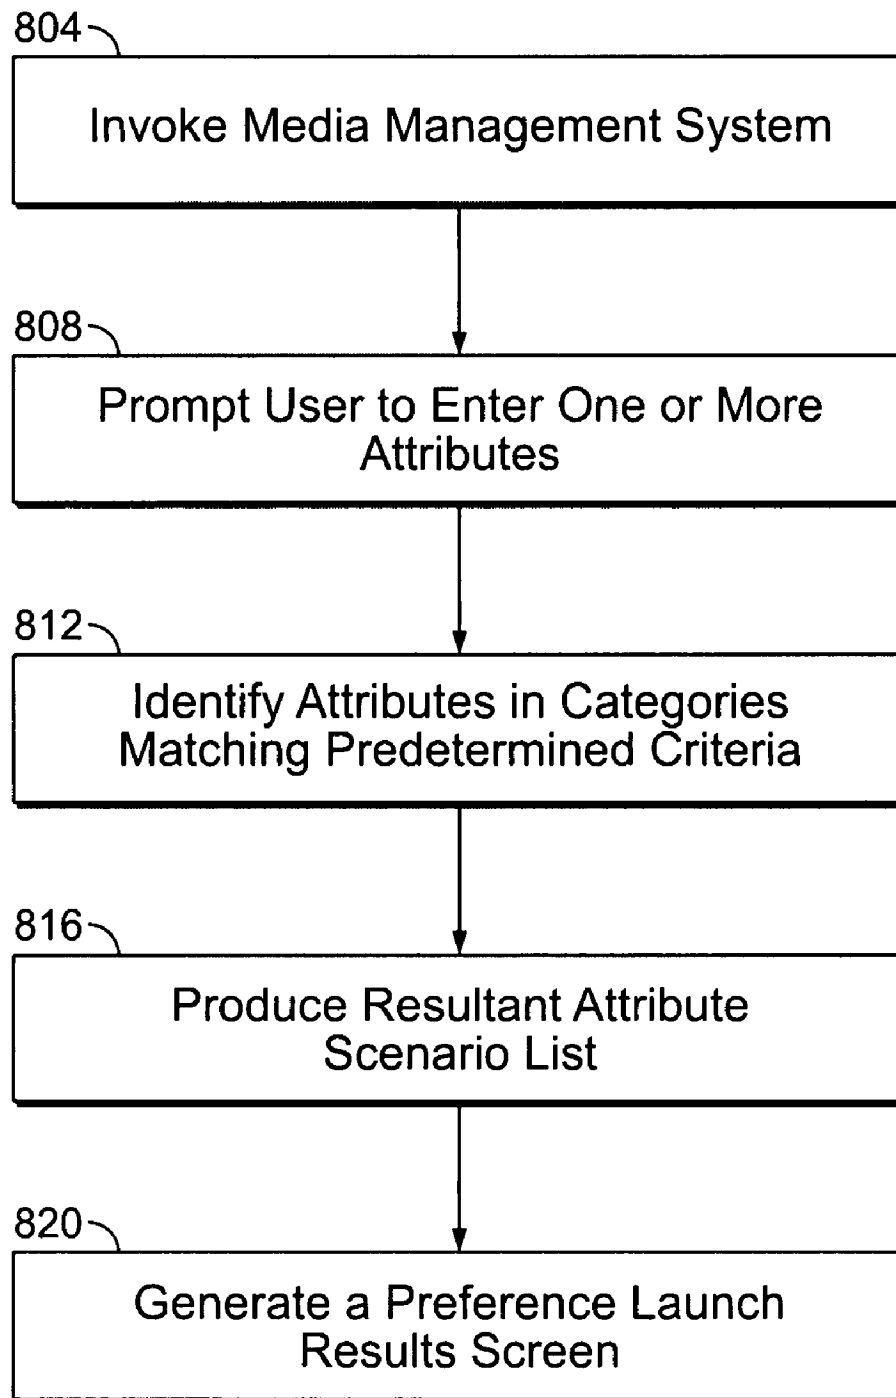 804
Invoke Media Management System
808
Prompt User to Enter One or More
Attributes
812
Identify Attributes in Categories
Matching Predetermined Criteria
816
Produce Resultant Attribute
Scenario List
820
Generate a Preference Launch
Results Screen